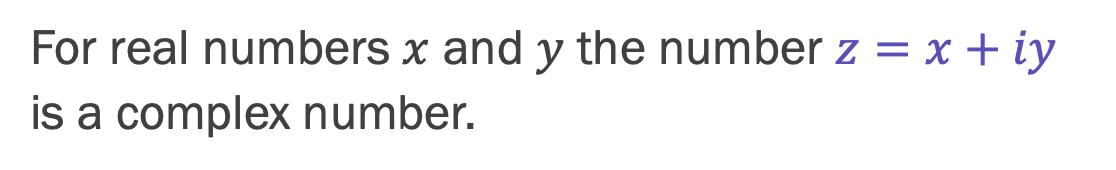 For real numbers x and y the number z = x + iy
is a complex number.